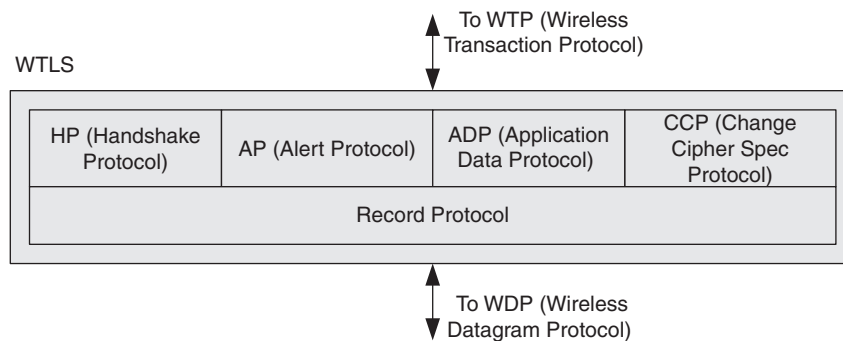 To WTP (Wireless
Transaction Protocol)
WTLS
HP (Handshake
Protocol)
AP (Alert Protocol)
ADP (Application
Data Protocol)
CCP (Change
Cipher Spec
Protocol)
Record Protocol
To WDP (Wireless
Datagram Protocol)